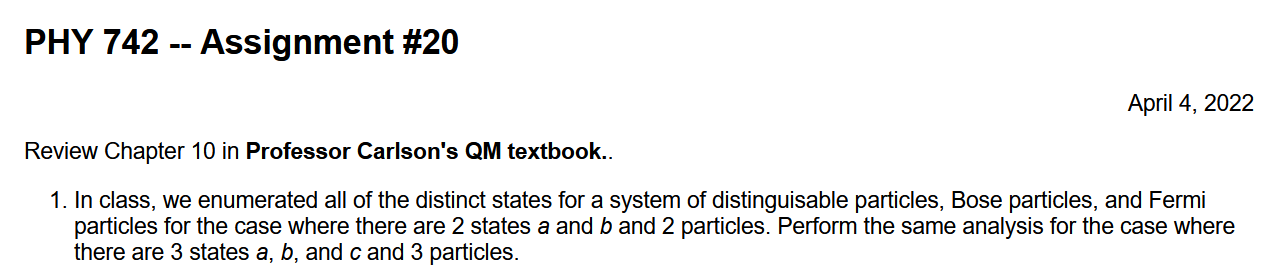 PHY 742 -- Assignment #20
April 4, 2022
Review Chapter 10 in Professor Carlson's QM textbook..
1. In class, we enumerated all of the distinct states for a system of distinguisable particles, Bose particles, and Fermi
particles for the case where there are 2 states a and b and 2 particles. Perform the same analysis for the case where
there are 3 states a, b, and c and 3 particles.